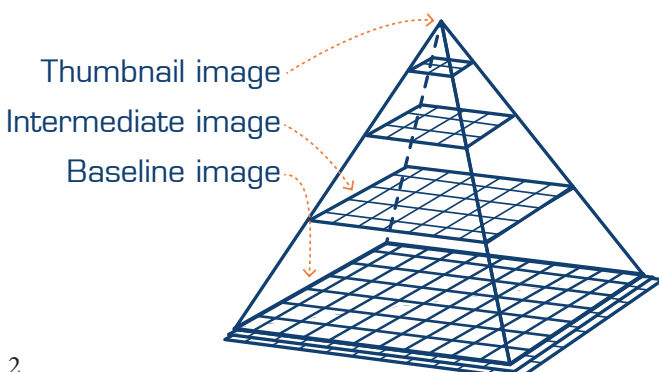 Thumbnail image
Intermediate image
Baseline image
2